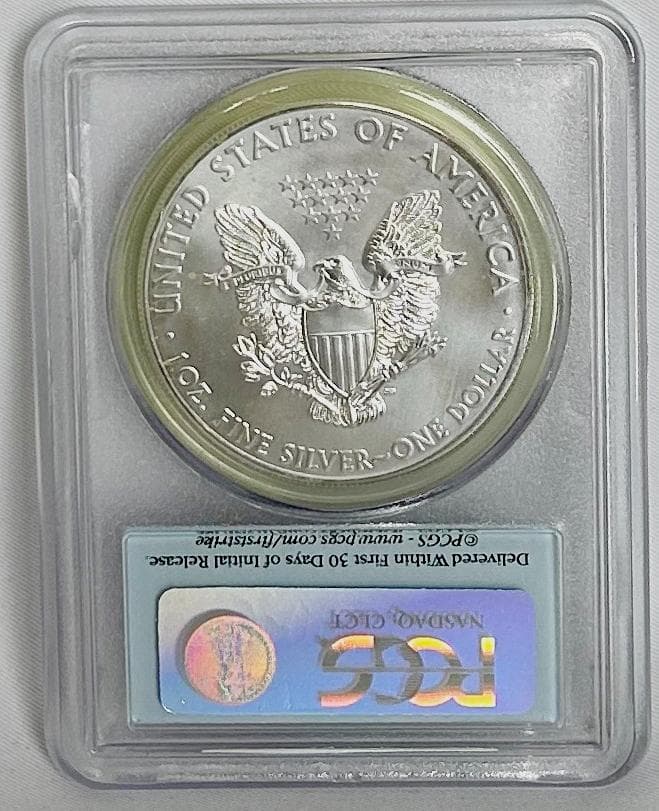 UNITED STATES OF AMERICA
PLURIBUS UNUM
• 1 OZ. FINE SILVER~ONE DOLLAR •
Delivered Within First 30 Days of Initial Release.
©PCGS - www.pcgs.com/firststrike
NASDAQ: CLCT
PCGS